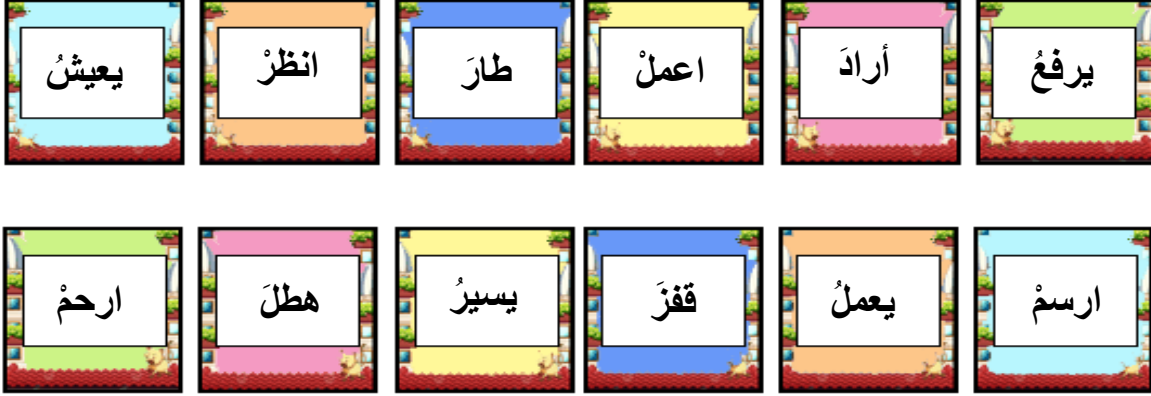 يرفعُ أرادَ اعملْ طارَ انظرْ يعيشُ
ارسمْ يعملُ قفزَ يسيرُ هطلَ ارحمْ